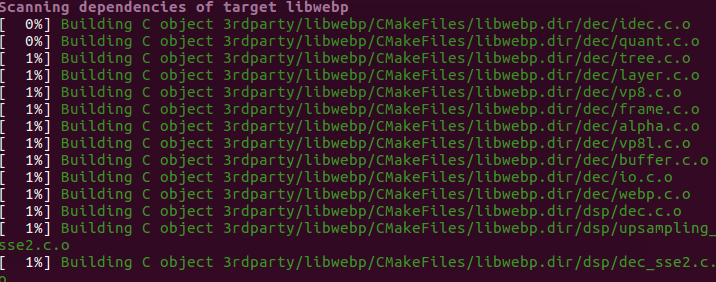 Scanning dependencies of target libwebp
[  0%] Building C object 3rdparty/libwebp/CMakeFiles/libwebp.dir/dec/idec.c.o
[  0%] Building C object 3rdparty/libwebp/CMakeFiles/libwebp.dir/dec/quant.c.o
[  1%] Building C object 3rdparty/libwebp/CMakeFiles/libwebp.dir/dec/tree.c.o
[  1%] Building C object 3rdparty/libwebp/CMakeFiles/libwebp.dir/dec/layer.c.o
[  1%] Building C object 3rdparty/libwebp/CMakeFiles/libwebp.dir/dec/vp8.c.o
[  1%] Building C object 3rdparty/libwebp/CMakeFiles/libwebp.dir/dec/frame.c.o
[  1%] Building C object 3rdparty/libwebp/CMakeFiles/libwebp.dir/dec/alpha.c.o
[  1%] Building C object 3rdparty/libwebp/CMakeFiles/libwebp.dir/dec/vp8l.c.o
[  1%] Building C object 3rdparty/libwebp/CMakeFiles/libwebp.dir/dec/buffer.c.o
[  1%] Building C object 3rdparty/libwebp/CMakeFiles/libwebp.dir/dec/io.c.o
[  1%] Building C object 3rdparty/libwebp/CMakeFiles/libwebp.dir/dec/webp.c.o
[  1%] Building C object 3rdparty/libwebp/CMakeFiles/libwebp.dir/dsp/dec.c.o
[  1%] Building C object 3rdparty/libwebp/CMakeFiles/libwebp.dir/dsp/upsampling_
sse2.c.o
[  1%] Building C object 3rdparty/libwebp/CMakeFiles/libwebp.dir/dsp/dec_sse2.c.
o